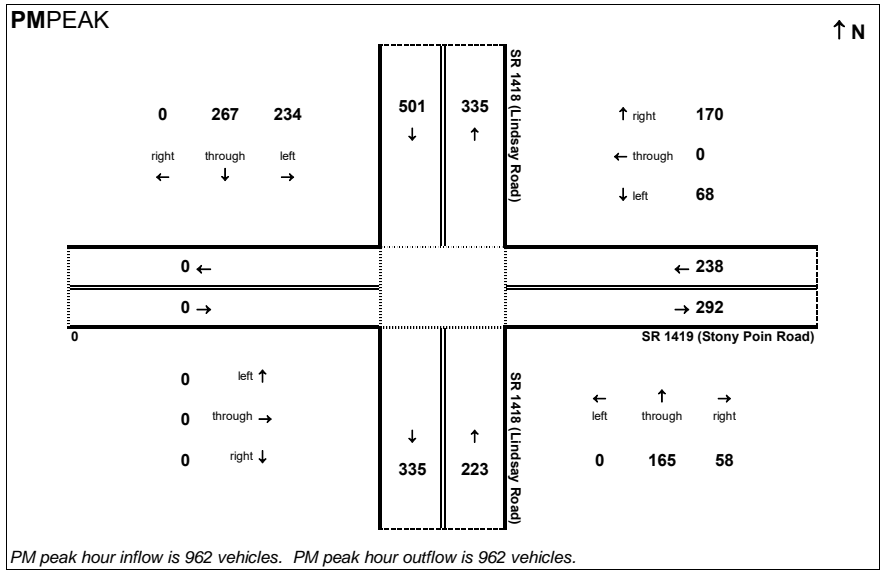 PMPEAK
↑ N
SR 1418 (Lindsay Road)
0 267 234
right through left
← ↓ →
501 335
↓ ↑
↑ right 170
← through 0
↓ left 68
0 ←
← 238
0 →
→ 292
0
SR 1419 (Stony Poin Road)
0 left ↑
0 through →
0 right ↓
↓ ↑
335 223
SR 1418 (Lindsay Road)
← ↑ →
left through right
0 165 58
PM peak hour inflow is 962 vehicles. PM peak hour outflow is 962 vehicles.